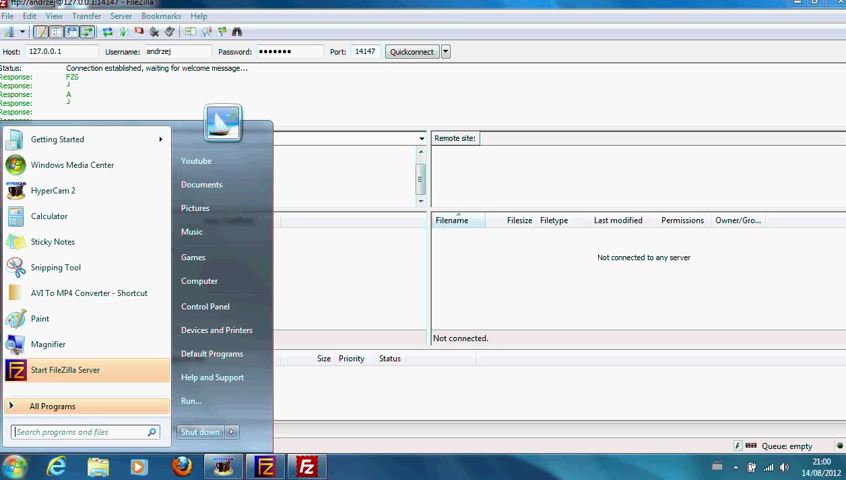 ftp://andrzej@127.0.0.1:14147 - FileZilla
File Edit View Transfer Server Bookmarks Help
Host: 127.0.0.1 Username: andrzej Password: ●●●●●●● Port: 14147 Quickconnect
Status: Connection established, waiting for welcome message...
Response: FZS
Response: ┘
Response: A
Response: ┘
Response:
Remote site:
Filename Filesize Filetype Last modified Permissions Owner/Gro...
Not connected to any server
Not connected.
Size Priority Status
Queue: empty
Getting Started
Windows Media Center
HyperCam 2
Calculator
Sticky Notes
Snipping Tool
AVI To MP4 Converter - Shortcut
Paint
Magnifier
Start FileZilla Server
All Programs
Search programs and files
Youtube
Documents
Pictures
Music
Games
Computer
Control Panel
Devices and Printers
Default Programs
Help and Support
Run...
Shut down
21:00
14/08/2012